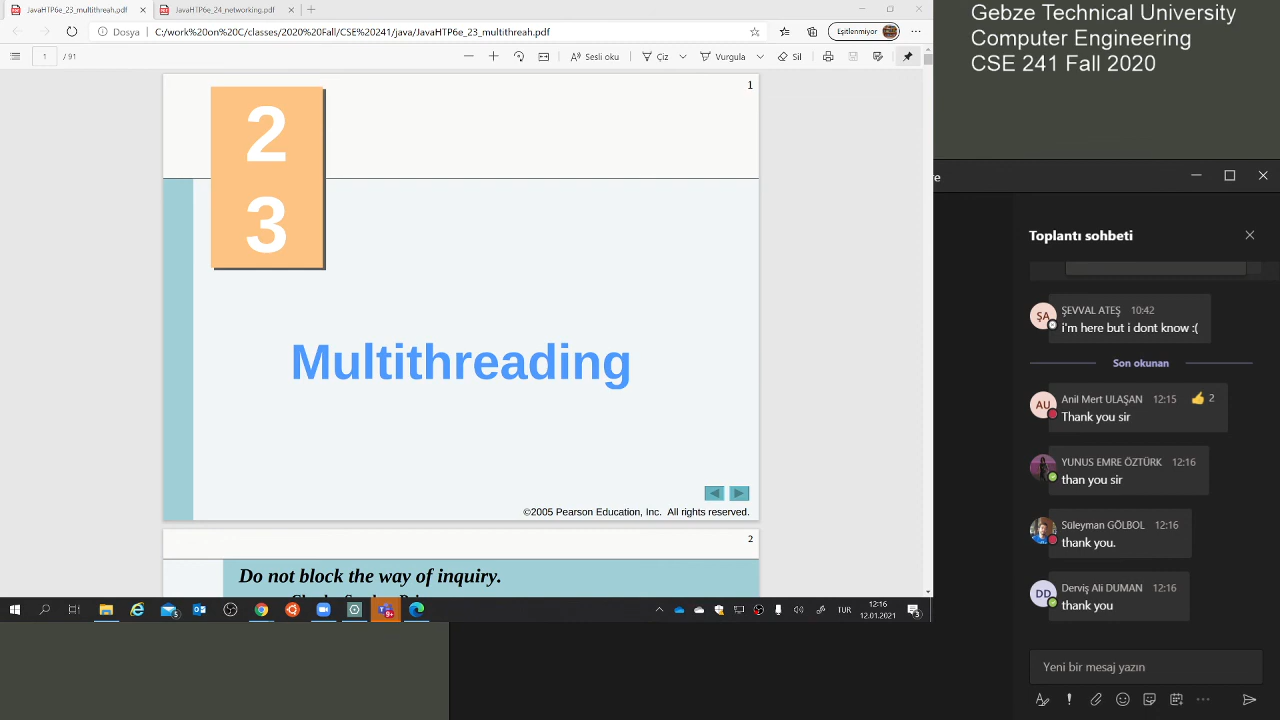 JavaHTP6e_23_multithreah.pdf
JavaHTP6e_24_networking.pdf
Dosya
C:/work%20on%20C/classes/2020%20Fall/CSE%20241/java/JavaHTP6e_23_multithreah.pdf
Eşitlenmiyor
1 / 91
Sesli oku
Çiz
Vurgula
Sil
1
2
3
Multithreading
©2005 Pearson Education, Inc. All rights reserved.
2
Do not block the way of inquiry.
TUR
12:16
12.01.2021
Gebze Technical University
Computer Engineering
CSE 241 Fall 2020
Toplantı sohbeti
ŞA
ŞEVVAL ATEŞ 10:42
i'm here but i dont know :(
Son okunan
AU
Anil Mert ULAŞAN 12:15 2
Thank you sir
YUNUS EMRE ÖZTÜRK 12:16
than you sir
Süleyman GÖLBOL 12:16
thank you.
DD
Derviş Ali DUMAN 12:16
thank you
Yeni bir mesaj yazın